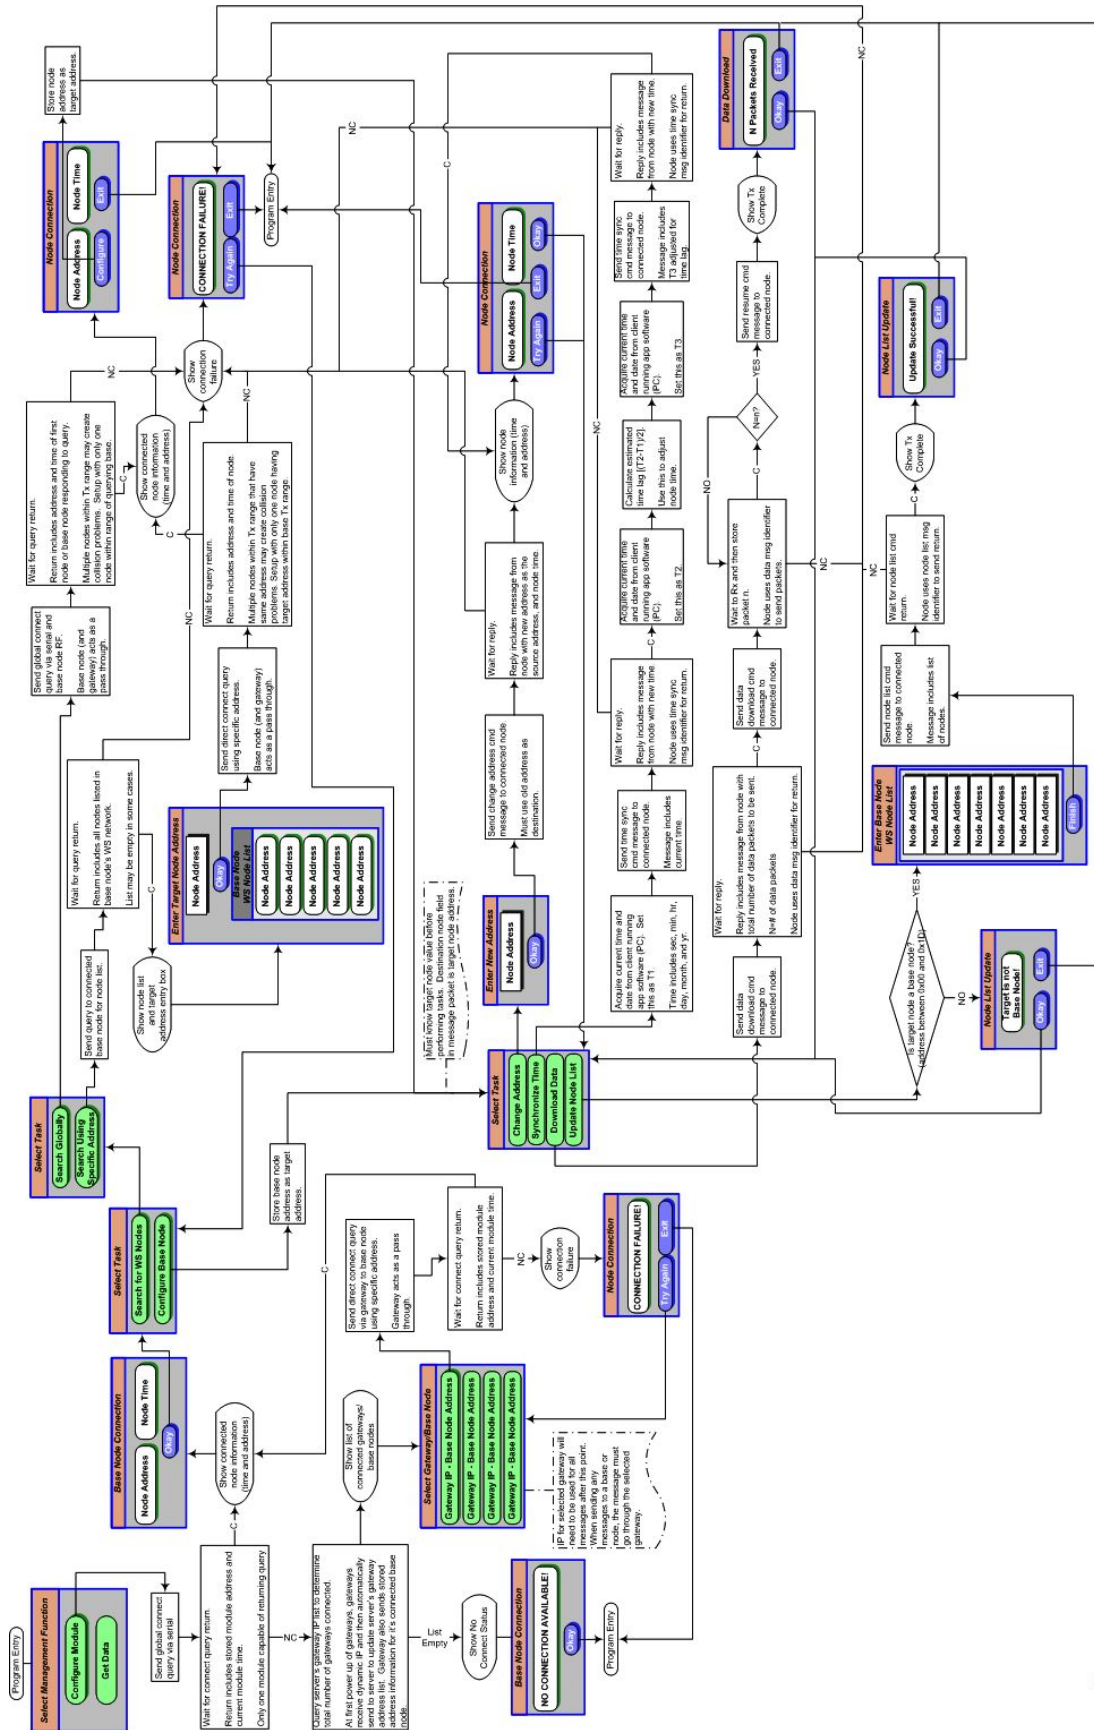 Program Entry
Select Management Function
Configure Module
Get Data
Send global connect
query via serial
Wait for connect query return.
Return includes stored module address and
current module time.
Only one module capable of returning query
C
NC
Query server's gateway IP list to determine
total number of gateways connected.
At first power up of gateways, gateways
receive dynamic IP and then automatically
send to server to update server's gateway
address list. Gateway also sends stored
address information for it's connected base
node.
List
Empty
Show No
Connect Status
Base Node Connection
NO CONNECTION AVAILABLE!
Okay
Program Entry
Show connected
node information
(time and address)
Base Node Connection
Node Address
Node Time
Okay
Show list of
connected gateways/
base nodes
Select Gateway/Base Node
Gateway IP - Base Node Address
Gateway IP - Base Node Address
Gateway IP - Base Node Address
Gateway IP - Base Node Address
IP for selected gateway will
need to be used for all
messages after this point.
When sending any
messages to a base or
node, the message must
go through the selected
gateway.
Send direct connect query
via gateway to base node
using specific address.
Gateway acts as a pass
through.
Wait for connect query return.
Return includes stored module
address and current module time.
C
NC
Show
connection
failure
Node Connection
CONNECTION FAILURE!
Try Again
Exit
Select Task
Search for WS Nodes
Configure Base Node
Store base node
address as target
address.
Select Task
Search Globally
Search Using
Specific Address
Send query to connected
base node for node list.
Wait for query return.
Return includes all nodes listed in
base node's WS network.
List may be empty in some cases.
C
NC
Show node list
and target
address entry box
Enter Target Node Address
Node Address
Okay
Base Node
WS Node List
Node Address
Node Address
Node Address
Node Address
Node Address
Send direct connect query
using specific address.
Base node (and gateway)
acts as a pass through.
Wait for query return.
Return includes address and time of node.
Multiple nodes within Tx range that have
same address may create collision
problems. Setup with only one node having
target address within base Tx range
C
NC
Send global connect
query via serial and
base node RF.
Base node (and
gateway) acts as a
pass through.
Wait for query return.
Return includes address and time of first
node or base node responding to query.
Multiple nodes within Tx range may create
collision problems. Setup with only one
node within range of querying base.
C
NC
Show connected
node information
(time and address)
Show
connection
failure
Node Connection
Node Address
Node Time
Configure
Exit
Store node
address as
target address.
Node Connection
CONNECTION FAILURE!
Try Again
Exit
Program Entry
Must know target node value before
performing tasks. Destination node field
in message packet is target node address.
Select Task
Change Address
Synchronize Time
Download Data
Update Node List
Enter New Address
Node Address
Okay
Send change address cmd
message to connected node.
Must use old address as
destination.
Wait for reply.
Reply includes message from
node with new address as the
source address, and node time.
C
NC
Show node
information (time
and address)
Node Connection
Node Address
Node Time
Try Again
Exit
Okay
Acquire current time and
date from client running
app software (PC). Set
this as T1.
Time includes sec, min, hr,
day, month, and yr.
Send time sync
cmd message to
connected node.
Message includes
current time.
Wait for reply.
Reply includes message
from node with new time
Node uses time sync
msg identifier for return.
C
NC
Acquire current time
and date from client
running app software
(PC).
Set this as T2.
Calculate estimated
time lag [(T2-T1)/2].
Use this to adjust
node time.
Acquire current time
and date from client
running app software
(PC).
Set this as T3.
Send time sync
cmd message to
connected node.
Message includes
T3 adjusted for
time lag.
Wait for reply.
Reply includes message
from node with new time.
Node uses time sync
msg identifier for return.
Send data
download cmd
message to
connected node.
Wait for reply.
Reply includes message from node with
total number of data packets to be sent.
N=# of data packets
Node uses data msg identifier for return.
C
NC
Send data
download cmd
message to
connected node.
Wait to Rx and then store
packet n.
Node uses data msg identifier
to send packets.
C
NC
N=n?
NO
YES
Send resume cmd
message to
connected node.
Show Tx
Complete
Data Download
N Packets Received
Okay
Exit
Is target node a base node?
(address between 0x00 and 0x1D)
YES
NO
Node List Update
Target is not
Base Node!
Okay
Exit
Enter Base Node
WS Node List
Node Address
Node Address
Node Address
Node Address
Node Address
Node Address
Node Address
Finish
Send node list cmd
message to connected
node.
Message includes list
of nodes.
Wait for node list cmd
return.
Node uses node list msg
identifier to send return.
C
NC
Show Tx
Complete
Node List Update
Update Successful!
Okay
Exit
NC